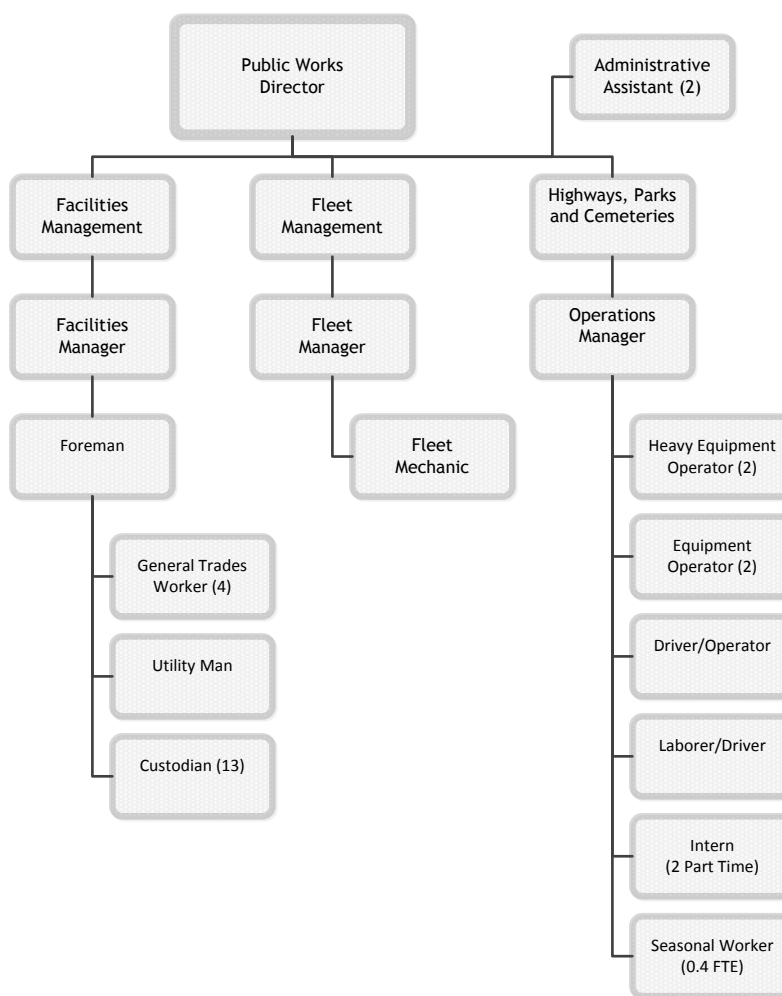 Public Works
Director
Administrative
Assistant (2)
Facilities
Management
Fleet
Management
Highways, Parks
and Cemeteries
Facilities
Manager
Fleet
Manager
Operations
Manager
Foreman
Fleet
Mechanic
Heavy Equipment
Operator (2)
General Trades
Worker (4)
Equipment
Operator (2)
Utility Man
Driver/Operator
Custodian (13)
Laborer/Driver
Intern
(2 Part Time)
Seasonal Worker
(0.4 FTE)